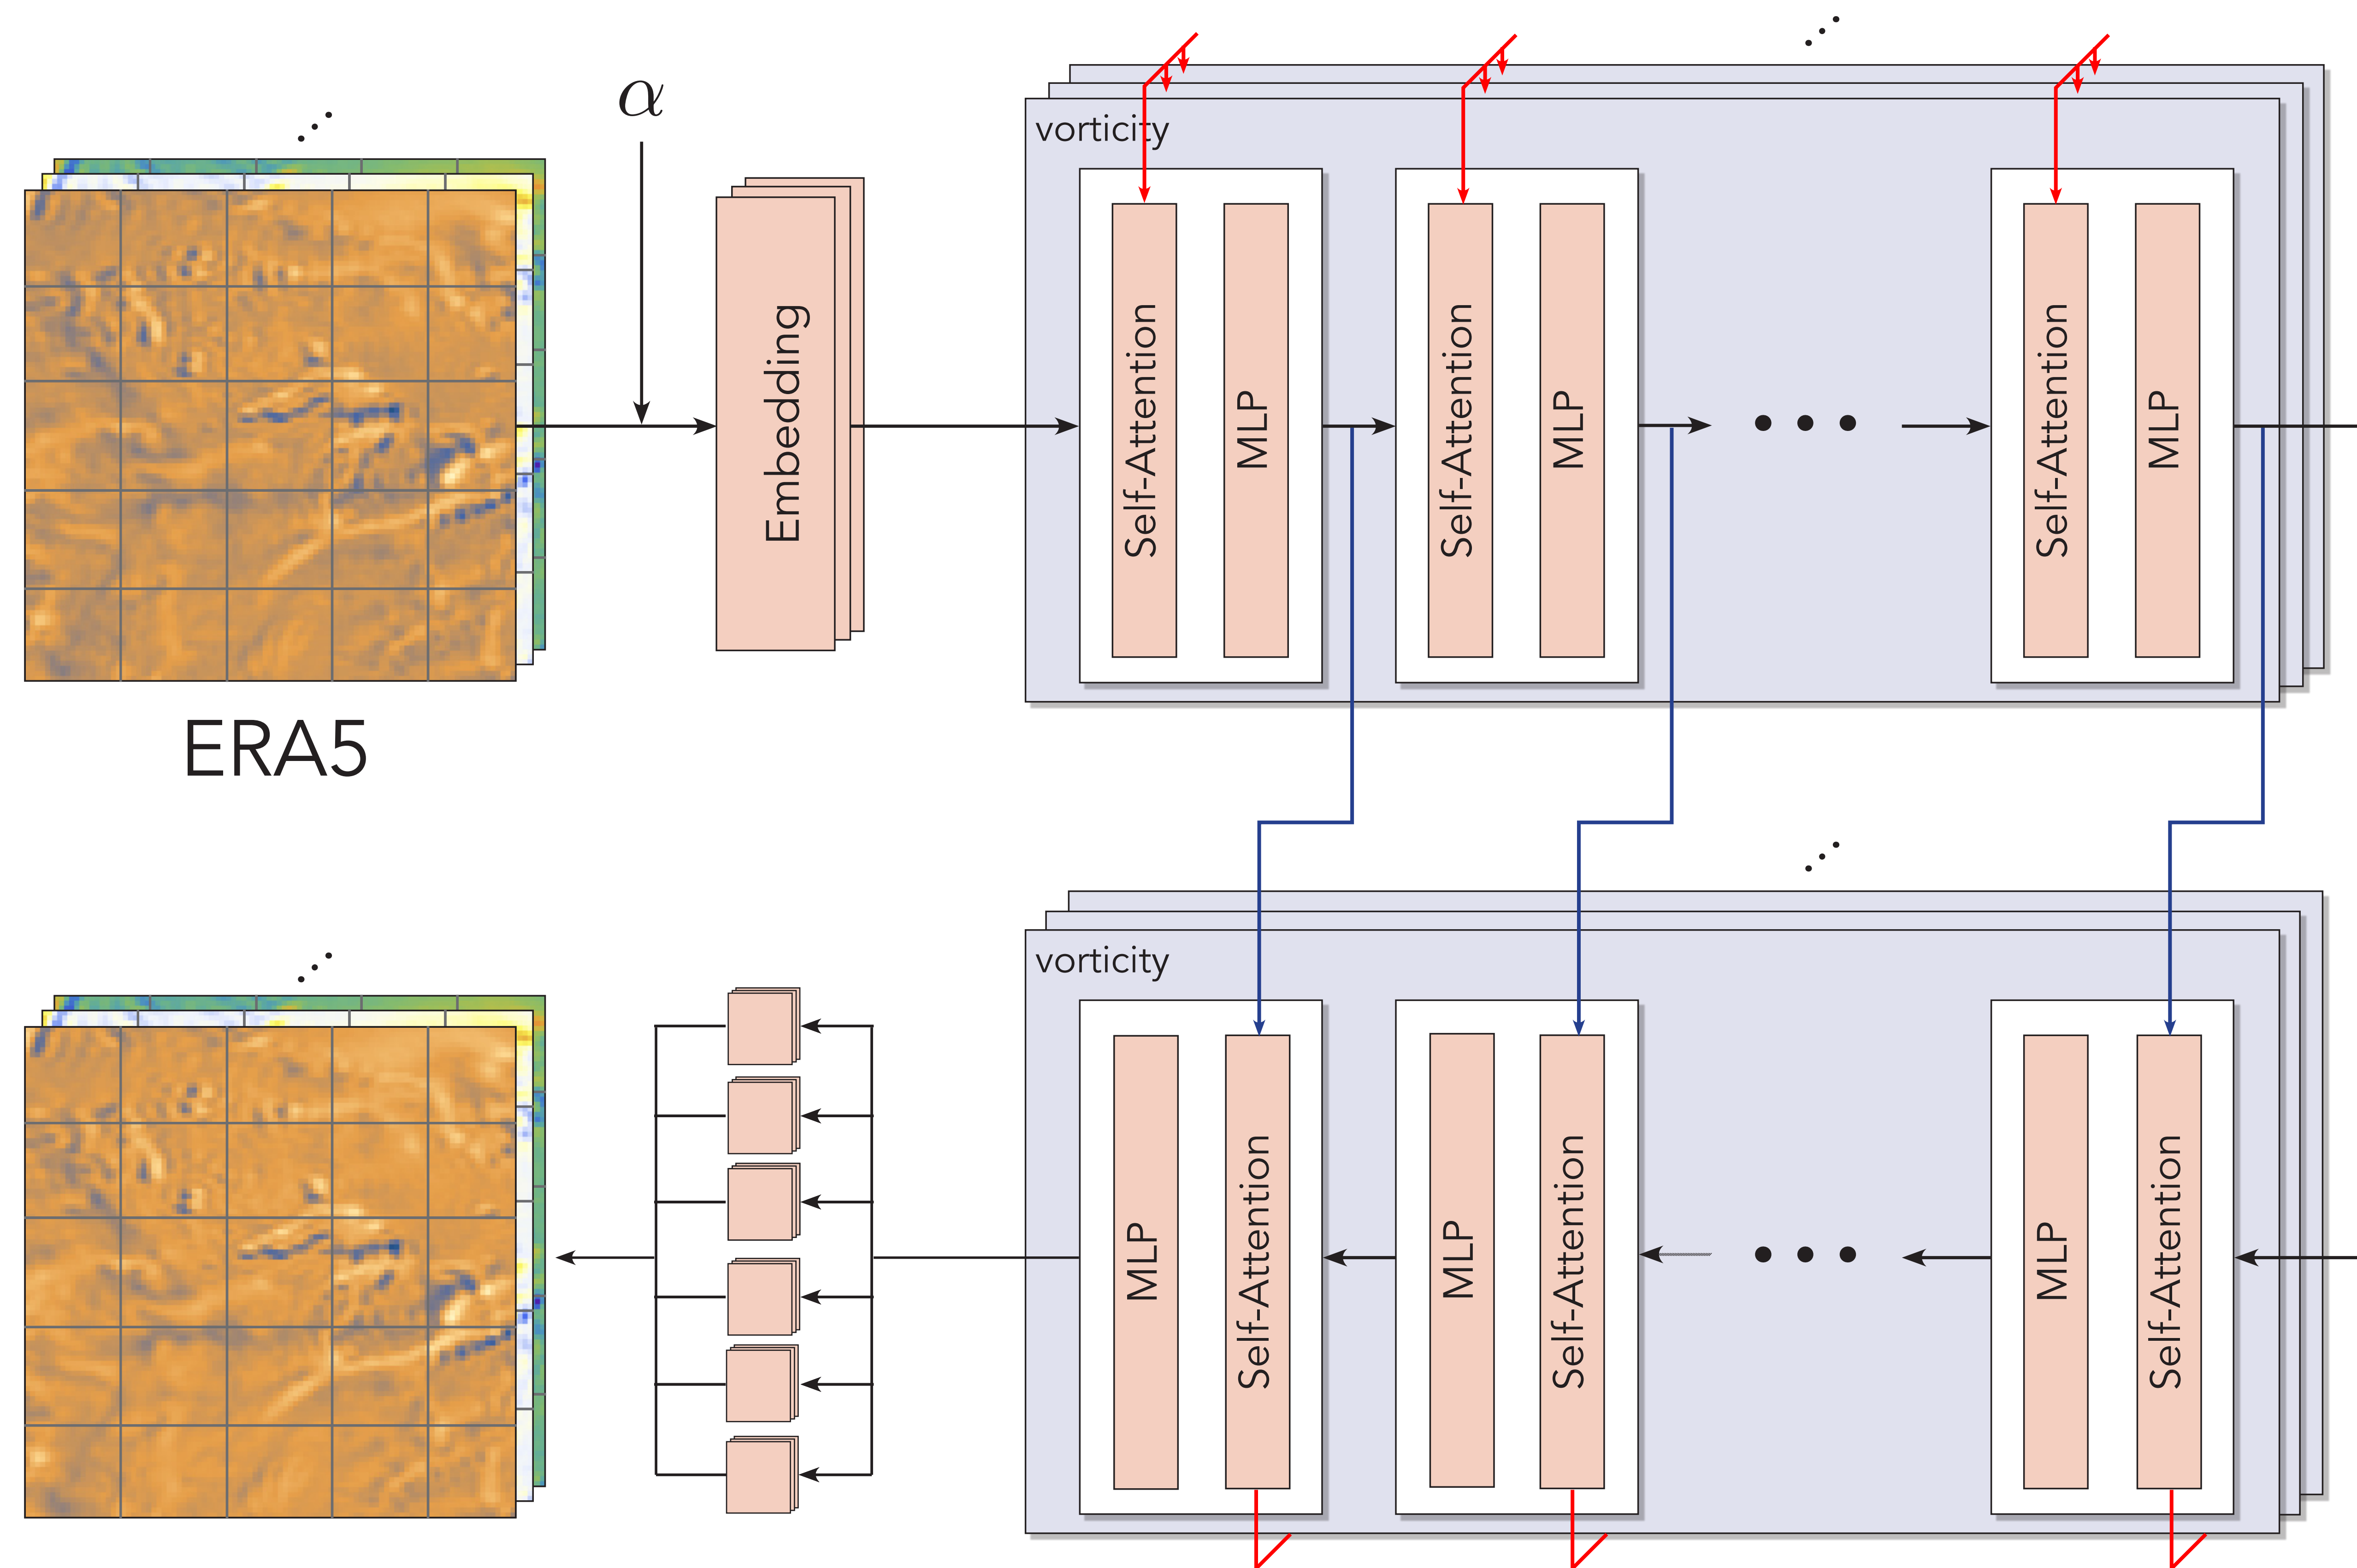 α
vorticity
Embedding
Self-Attention
MLP
Self-Attention
MLP
Self-Attention
MLP
ERA5
vorticity
MLP
Self-Attention
MLP
Self-Attention
MLP
Self-Attention